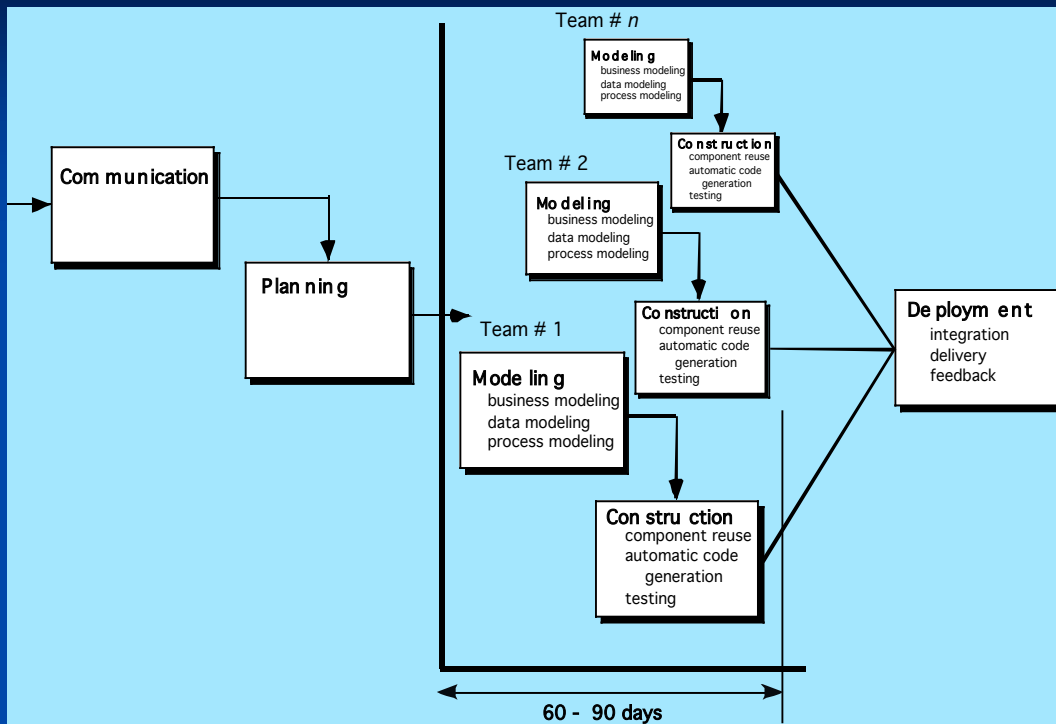 Team # n
Modeling
business modeling
data modeling
process modeling
Construction
component reuse
automatic code
generation
testing
Team # 2
Modeling
business modeling
data modeling
process modeling
Construction
component reuse
automatic code
generation
testing
Communication
Planning
Team # 1
Modeling
business modeling
data modeling
process modeling
Construction
component reuse
automatic code
generation
testing
Deployment
integration
delivery
feedback
60 - 90 days